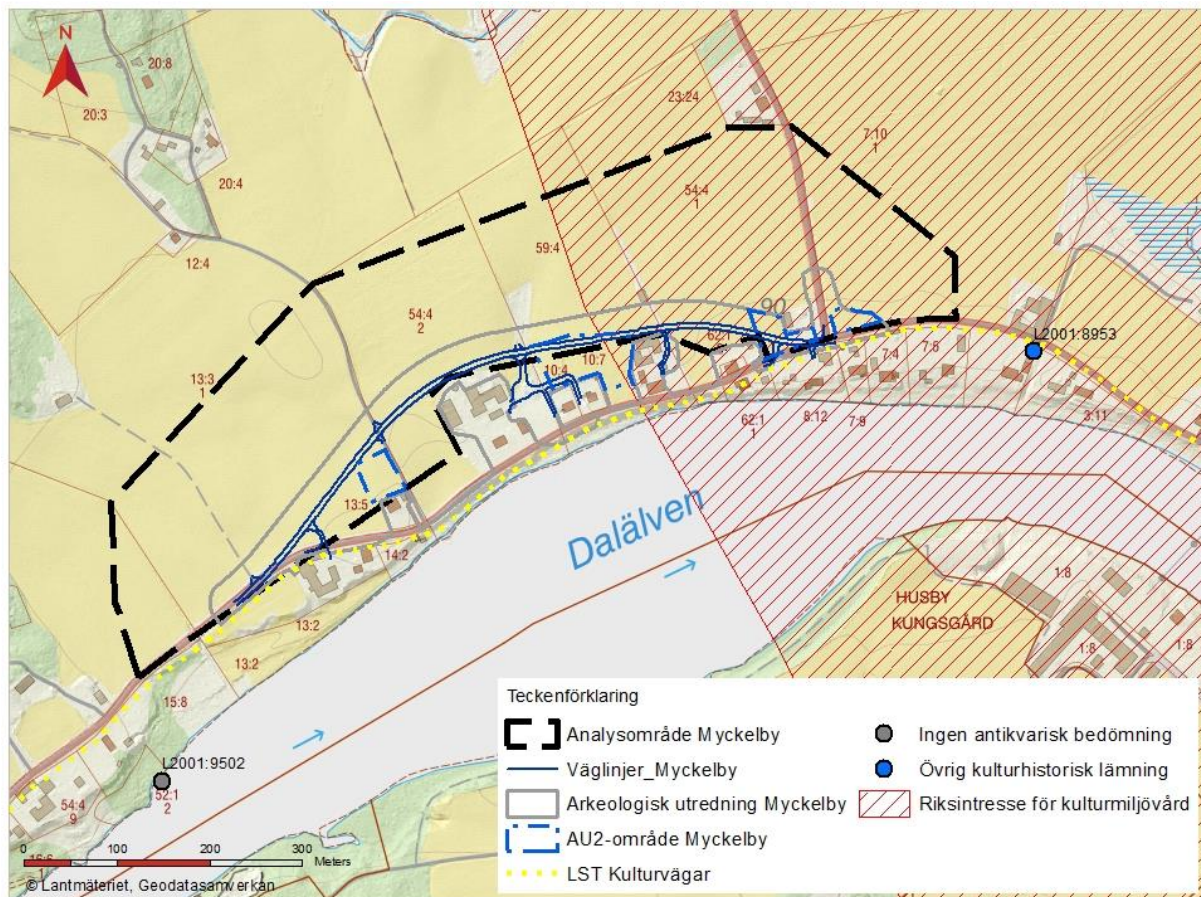 N
20:8
20:3
20:4
12:4
23:24
7:10
1
54:4
1
59:4
54:4
2
13:3
1
90
62:1
10:7
10:4
7:4
7:6
L2001:8953
3:11
62:1
1
8:12
7:9
13:5
14:2
13:2
13:2
15:8
Dalälven
HUSBY
KUNGSGÅRD
1:8
1:8
1:8
L2001:9502
52:1
2
54:4
9
0 100 200 300
Meters
© Lantmäteriet, Geodatasamverkan
Teckenförklaring
Analysområde Myckelby
Väglinjer_Myckelby
Arkeologisk utredning Myckelby
AU2-område Myckelby
LST Kulturvägar
Ingen antikvarisk bedömning
Övrig kulturhistorisk lämning
Riksintresse för kulturmiljövård